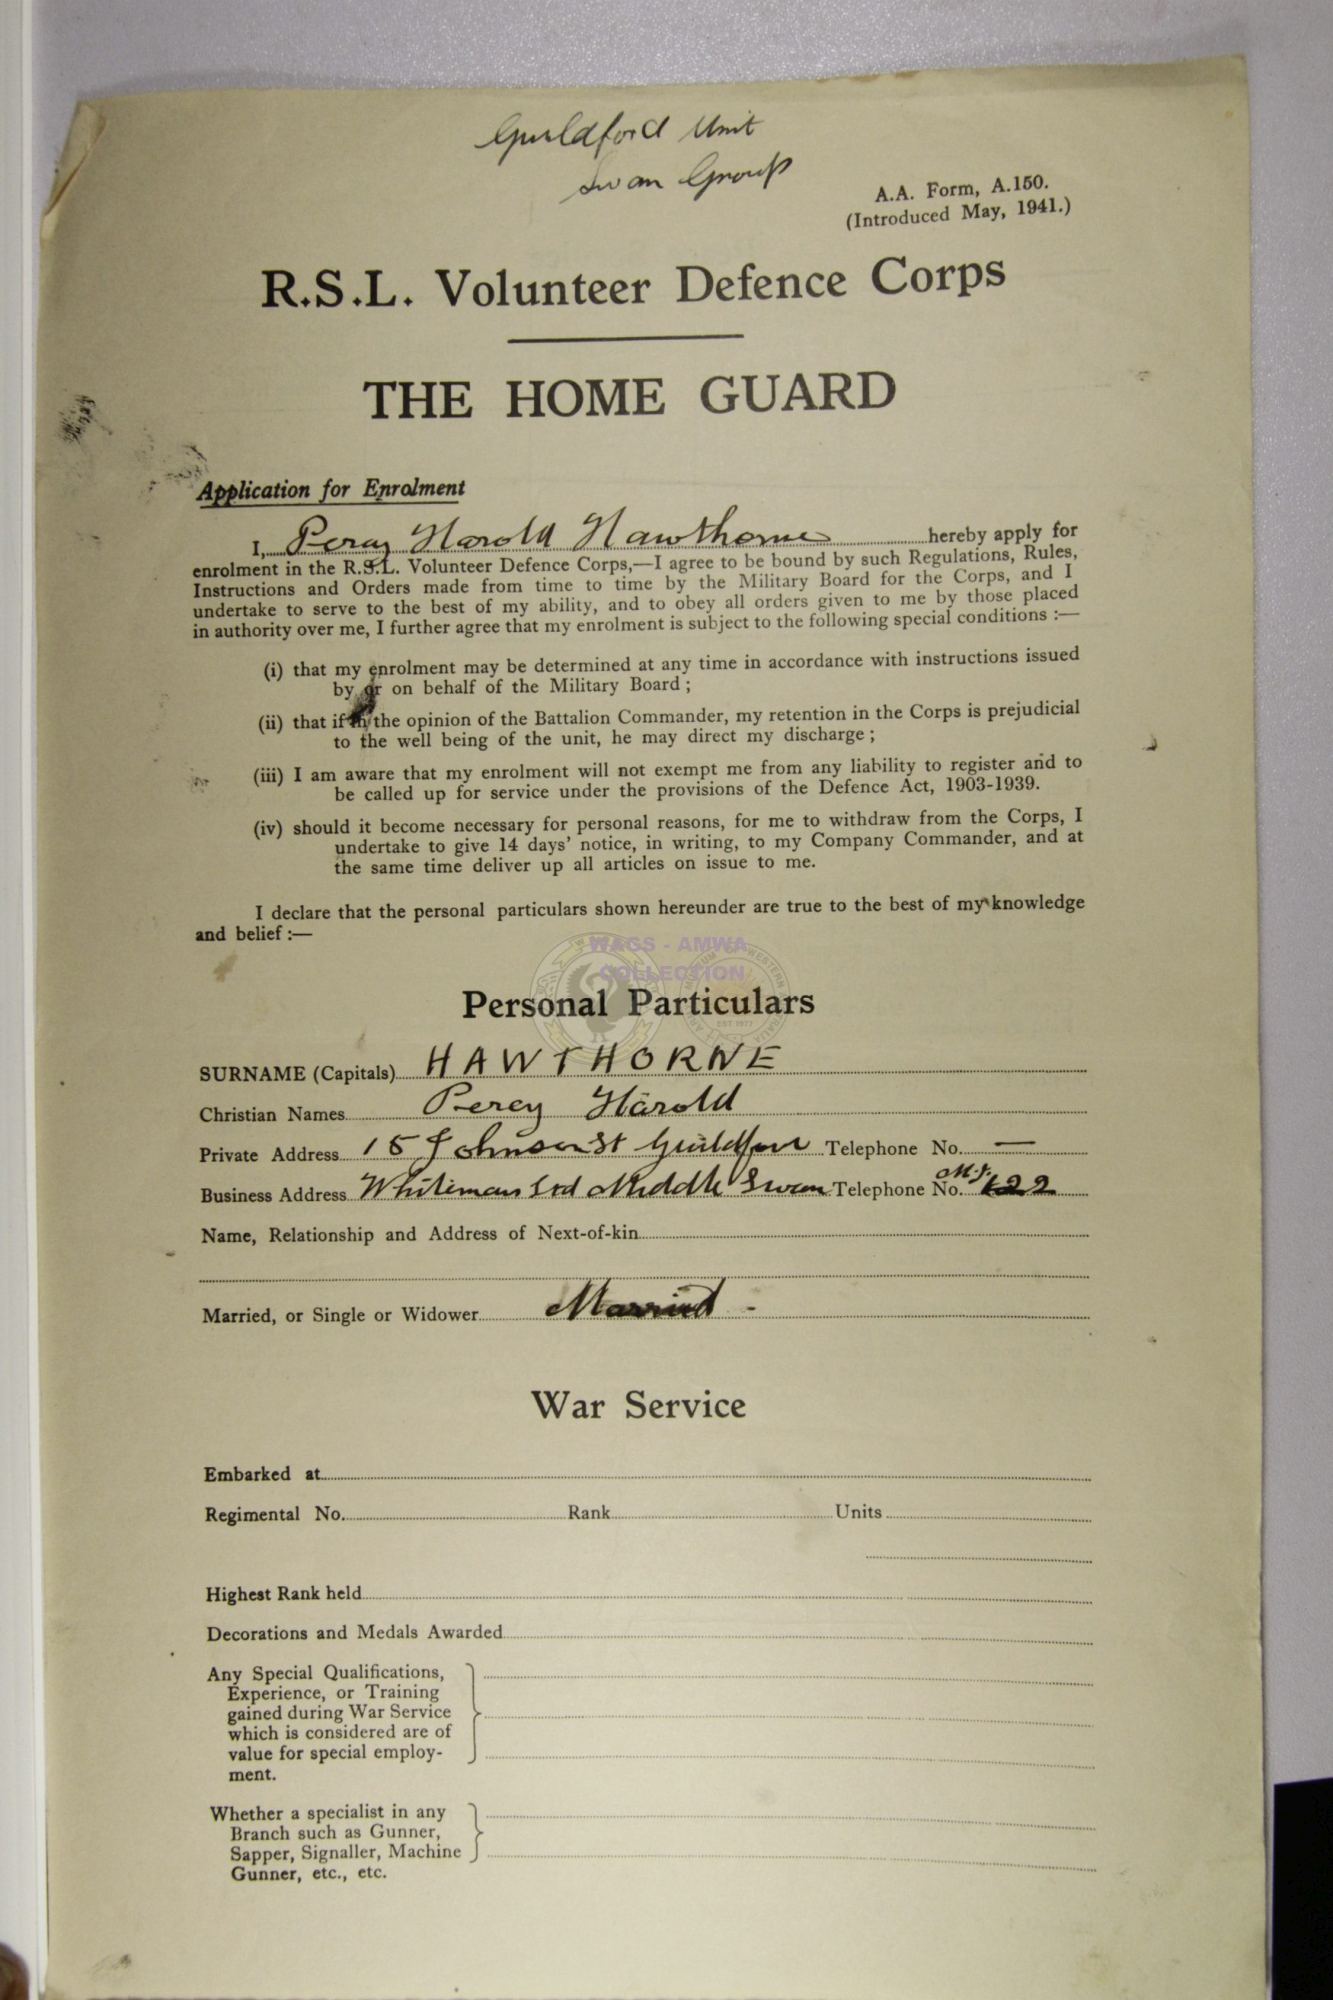 Guildford Unit
Swan Group
A.A. Form, A.150.
(Introduced May, 1941.)
R.S.L. Volunteer Defence Corps
THE HOME GUARD
Application for Enrolment
I, Percy Harold Hawthorne hereby apply for
enrolment in the R.S.L. Volunteer Defence Corps,—I agree to be bound by such Regulations, Rules,
Instructions and Orders made from time to time by the Military Board for the Corps, and I
undertake to serve to the best of my ability, and to obey all orders given to me by those placed
in authority over me, I further agree that my enrolment is subject to the following special conditions :—
(i) that my enrolment may be determined at any time in accordance with instructions issued
by or on behalf of the Military Board ;
(ii) that if in the opinion of the Battalion Commander, my retention in the Corps is prejudicial
to the well being of the unit, he may direct my discharge ;
(iii) I am aware that my enrolment will not exempt me from any liability to register and to
be called up for service under the provisions of the Defence Act, 1903-1939.
(iv) should it become necessary for personal reasons, for me to withdraw from the Corps, I
undertake to give 14 days' notice, in writing, to my Company Commander, and at
the same time deliver up all articles on issue to me.
I declare that the personal particulars shown hereunder are true to the best of my knowledge
and belief :—
WAGS - AMWA
COLLECTION
Personal Particulars
SURNAME (Capitals) HAWTHORNE
Christian Names Percy Harold
Private Address 15 Johnson St Guildford Telephone No. —
Business Address Whiteman Ltd Middle Swan Telephone No.
Name, Relationship and Address of Next-of-kin
Married, or Single or Widower Married -
War Service
Embarked at
Regimental No. Rank Units
Highest Rank held
Decorations and Medals Awarded
Any Special Qualifications,
Experience, or Training
gained during War Service
which is considered are of
value for special employ-
ment.
Whether a specialist in any
Branch such as Gunner,
Sapper, Signaller, Machine
Gunner, etc., etc.